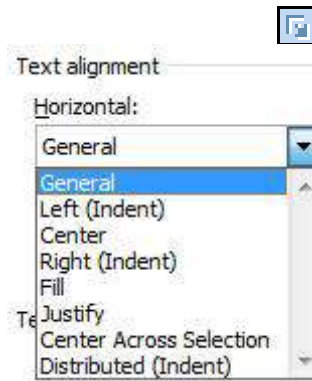 Text alignment
Horizontal:
General
General
Left (Indent)
Center
Right (Indent)
Fill
Justify
Center Across Selection
Distributed (Indent)